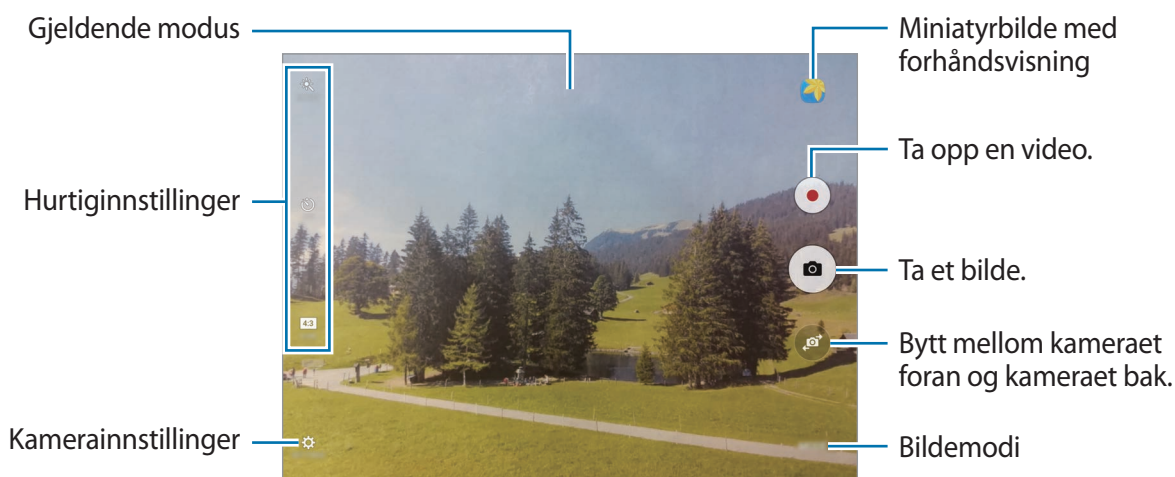 Gjeldende modus
Miniatyrbilde med
forhåndsvisning
Ta opp en video.
Hurtiginnstillinger
Ta et bilde.
4:3
Bytt mellom kameraet
foran og kameraet bak.
Kamerainnstillinger
Bildemodi